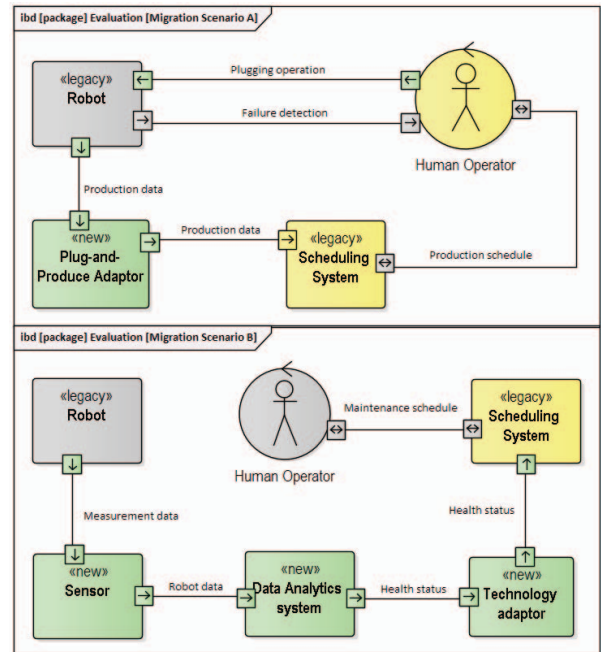 ibd [package] Evaluation [Migration Scenario A]
«legacy»
Robot
Plugging operation
Failure detection
Human Operator
Production data
«new»
Plug-and-
Produce Adaptor
Production data
«legacy»
Scheduling
System
Production schedule
ibd [package] Evaluation [Migration Scenario B]
«legacy»
Robot
Human Operator
Maintenance schedule
«legacy»
Scheduling
System
Measurement data
Health status
«new»
Sensor
Robot data
«new»
Data Analytics
system
Health status
«new»
Technology
adaptor